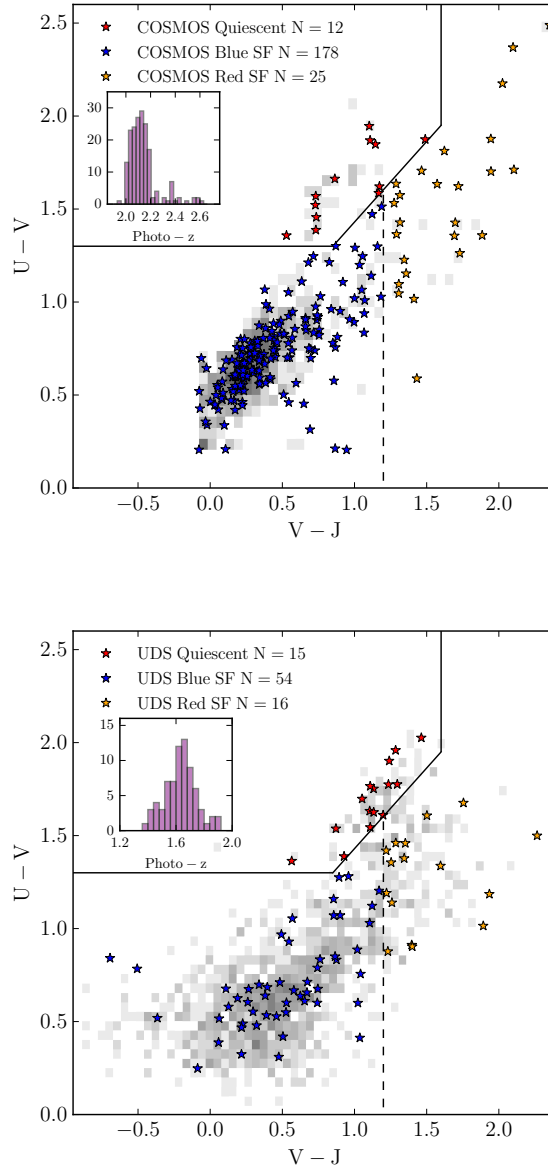 COSMOS Quiescent N = 12
COSMOS Blue SF N = 178
COSMOS Red SF N = 25
2.5
2.0
1.5
1.0
0.5
0.0
U − V
30
20
10
0
2.0 2.2 2.4 2.6
Photo − z
−0.5 0.0 0.5 1.0 1.5 2.0
V − J
UDS Quiescent N = 15
UDS Blue SF N = 54
UDS Red SF N = 16
2.5
2.0
1.5
1.0
0.5
0.0
U − V
15
10
5
0
1.2 1.6 2.0
Photo − z
−0.5 0.0 0.5 1.0 1.5 2.0
V − J